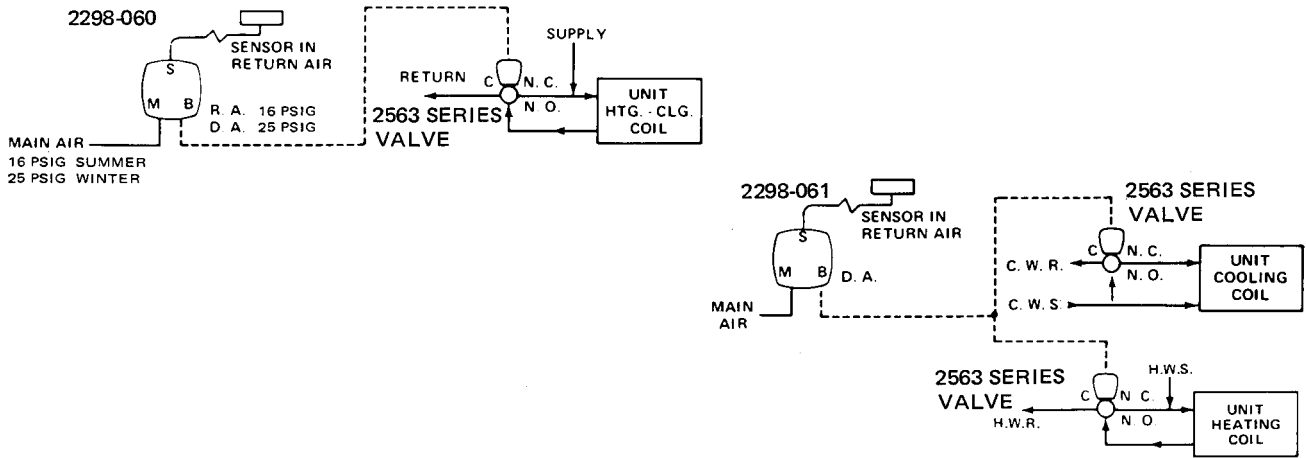 2298-060
SENSOR IN
RETURN AIR
S
M B
R. A. 16 PSIG
D. A. 25 PSIG
MAIN AIR
16 PSIG SUMMER
25 PSIG WINTER
SUPPLY
RETURN
C N. C.
N. O.
2563 SERIES
VALVE
UNIT
HTG. - CLG.
COIL
2298-061
SENSOR IN
RETURN AIR
S
M B
D. A.
MAIN
AIR
2563 SERIES
VALVE
C N. C.
N. O.
C. W. R.
C. W. S.
UNIT
COOLING
COIL
2563 SERIES
VALVE
H.W.S.
C N C.
N O.
H.W.R.
UNIT
HEATING
COIL